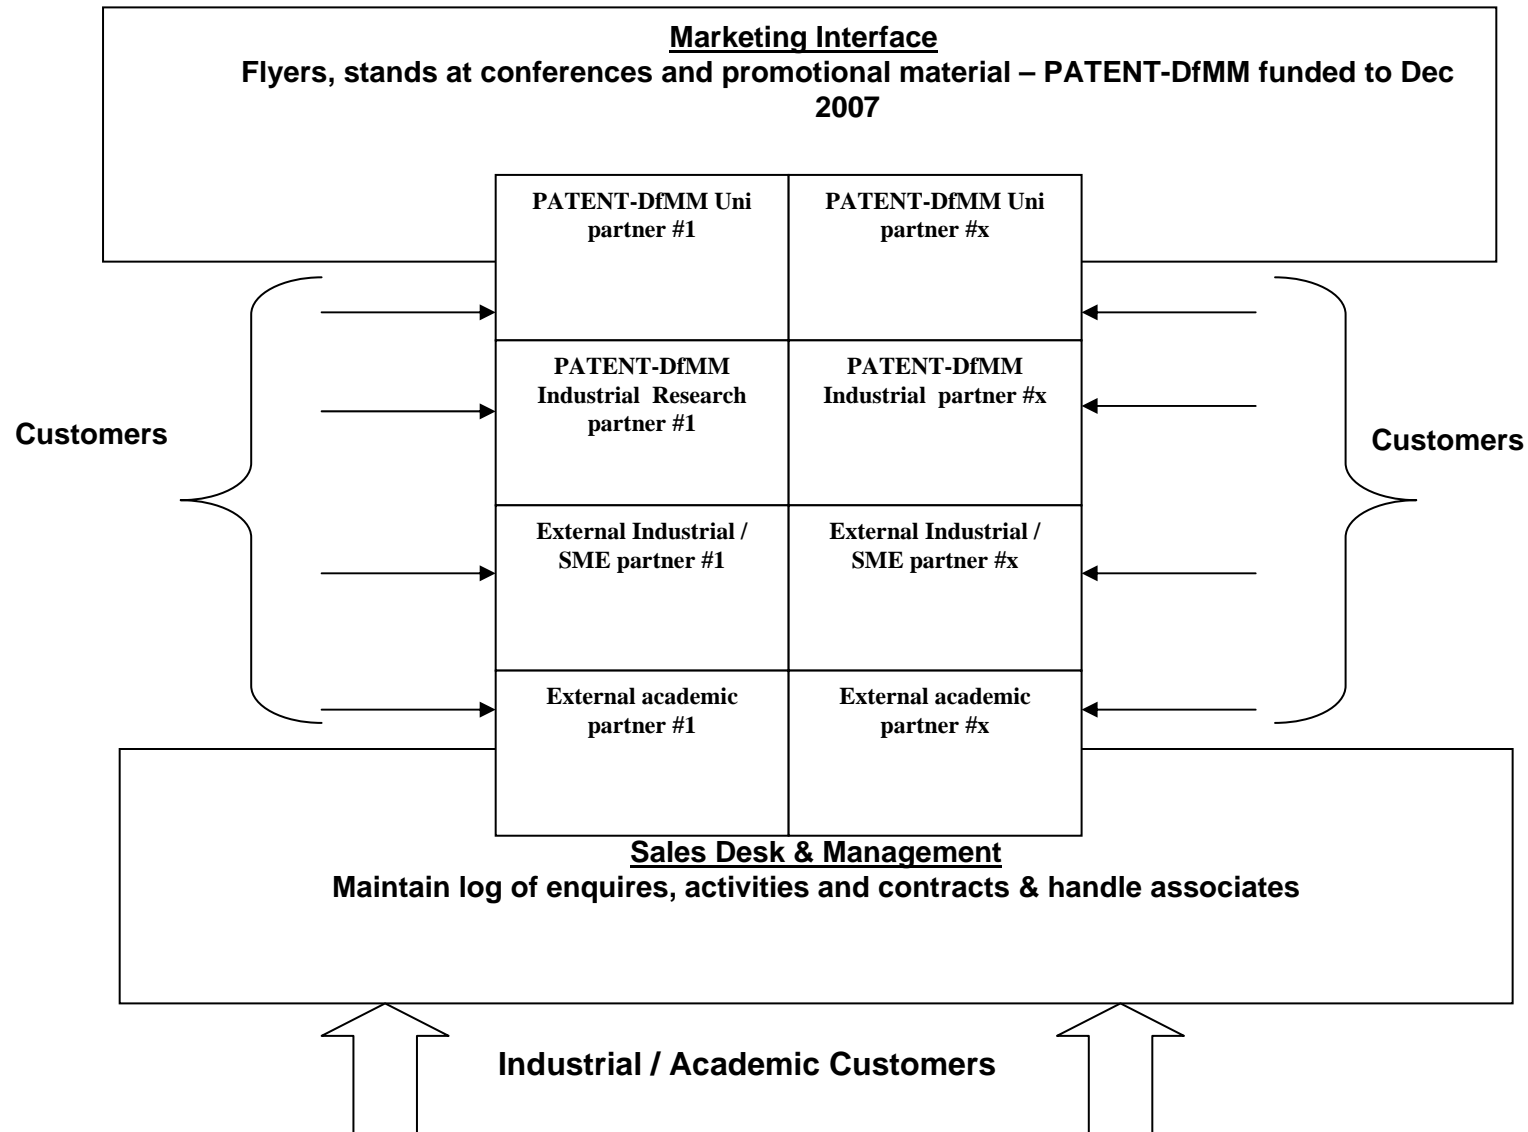 Marketing Interface
Flyers, stands at conferences and promotional material – PATENT-DfMM funded to Dec
2007
PATENT-DfMM Uni
partner #1
PATENT-DfMM Uni
partner #x
PATENT-DfMM
Industrial Research
partner #1
PATENT-DfMM
Industrial partner #x
Customers
Customers
External Industrial /
SME partner #1
External Industrial /
SME partner #x
External academic
partner #1
External academic
partner #x
Sales Desk & Management
Maintain log of enquires, activities and contracts & handle associates
Industrial / Academic Customers